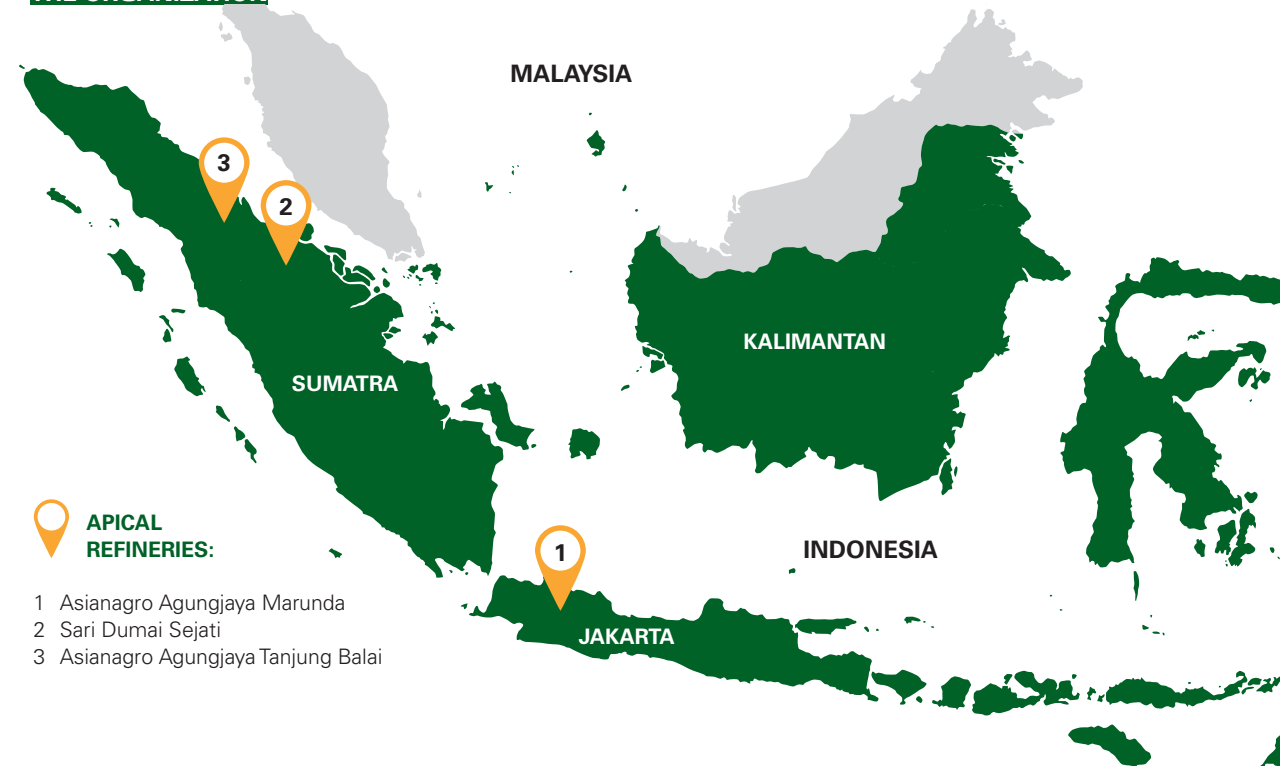 MALAYSIA
3
2
KALIMANTAN
SUMATRA
APICAL
REFINERIES:
INDONESIA
1
1 Asianagro Agungjaya Marunda
JAKARTA
2 Sari Dumai Sejati
3 Asianagro Agungjaya Tanjung Balai